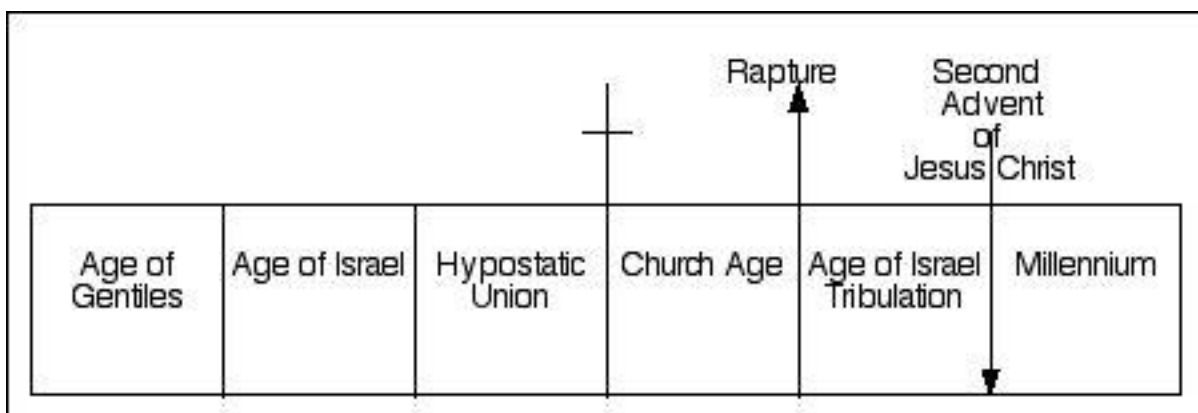 Rapture
Second
Advent
of
Jesus Christ
Age of
Gentiles
Age of Israel
Hypostatic
Union
Church Age
Age of Israel
Tribulation
Millennium